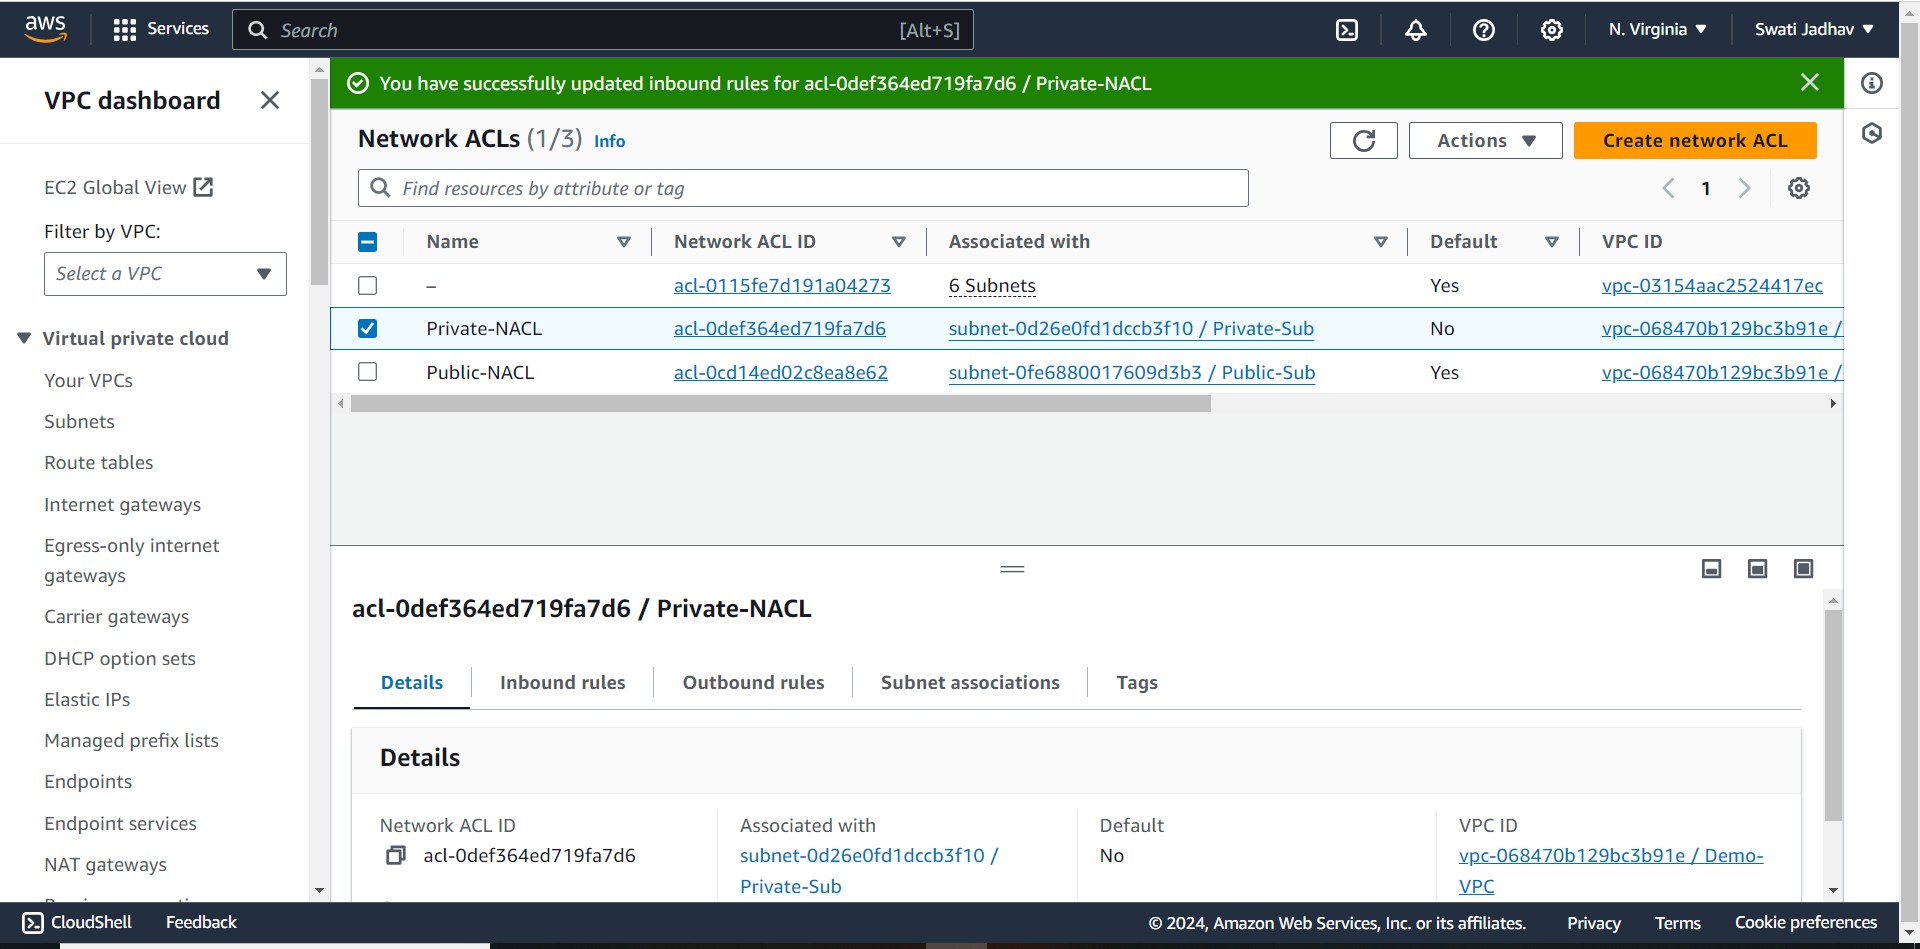 aws
Services
Search
[Alt+S]
N. Virginia
Swati Jadhav
VPC dashboard
EC2 Global View
Filter by VPC:
Select a VPC
Virtual private cloud
Your VPCs
Subnets
Route tables
Internet gateways
Egress-only internet
gateways
Carrier gateways
DHCP option sets
Elastic IPs
Managed prefix lists
Endpoints
Endpoint services
NAT gateways
You have successfully updated inbound rules for acl-0def364ed719fa7d6 / Private-NACL
Network ACLs (1/3) Info
Actions
Create network ACL
Find resources by attribute or tag
1
Name Network ACL ID Associated with Default VPC ID
– acl-0115fe7d191a04273 6 Subnets Yes vpc-03154aac2524417ec
Private-NACL acl-0def364ed719fa7d6 subnet-0d26e0fd1dccb3f10 / Private-Sub No vpc-068470b129bc3b91e /
Public-NACL acl-0cd14ed02c8ea8e62 subnet-0fe6880017609d3b3 / Public-Sub Yes vpc-068470b129bc3b91e /
acl-0def364ed719fa7d6 / Private-NACL
Details Inbound rules Outbound rules Subnet associations Tags
Details
Network ACL ID
acl-0def364ed719fa7d6
Associated with
subnet-0d26e0fd1dccb3f10 /
Private-Sub
Default
No
VPC ID
vpc-068470b129bc3b91e / Demo-
VPC
CloudShell Feedback
© 2024, Amazon Web Services, Inc. or its affiliates. Privacy Terms Cookie preferences